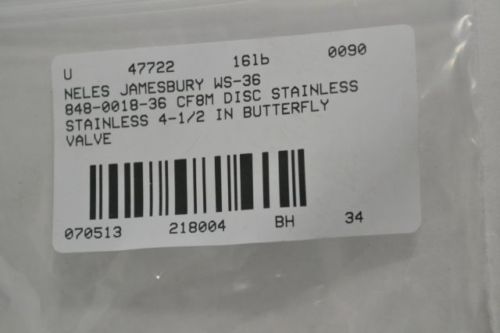 U 47722 16lb 0090
NELES JAMESBURY WS-36
848-0018-36 CF8M DISC STAINLESS
STAINLESS 4-1/2 IN BUTTERFLY
VALVE
070513 218004 BH 34